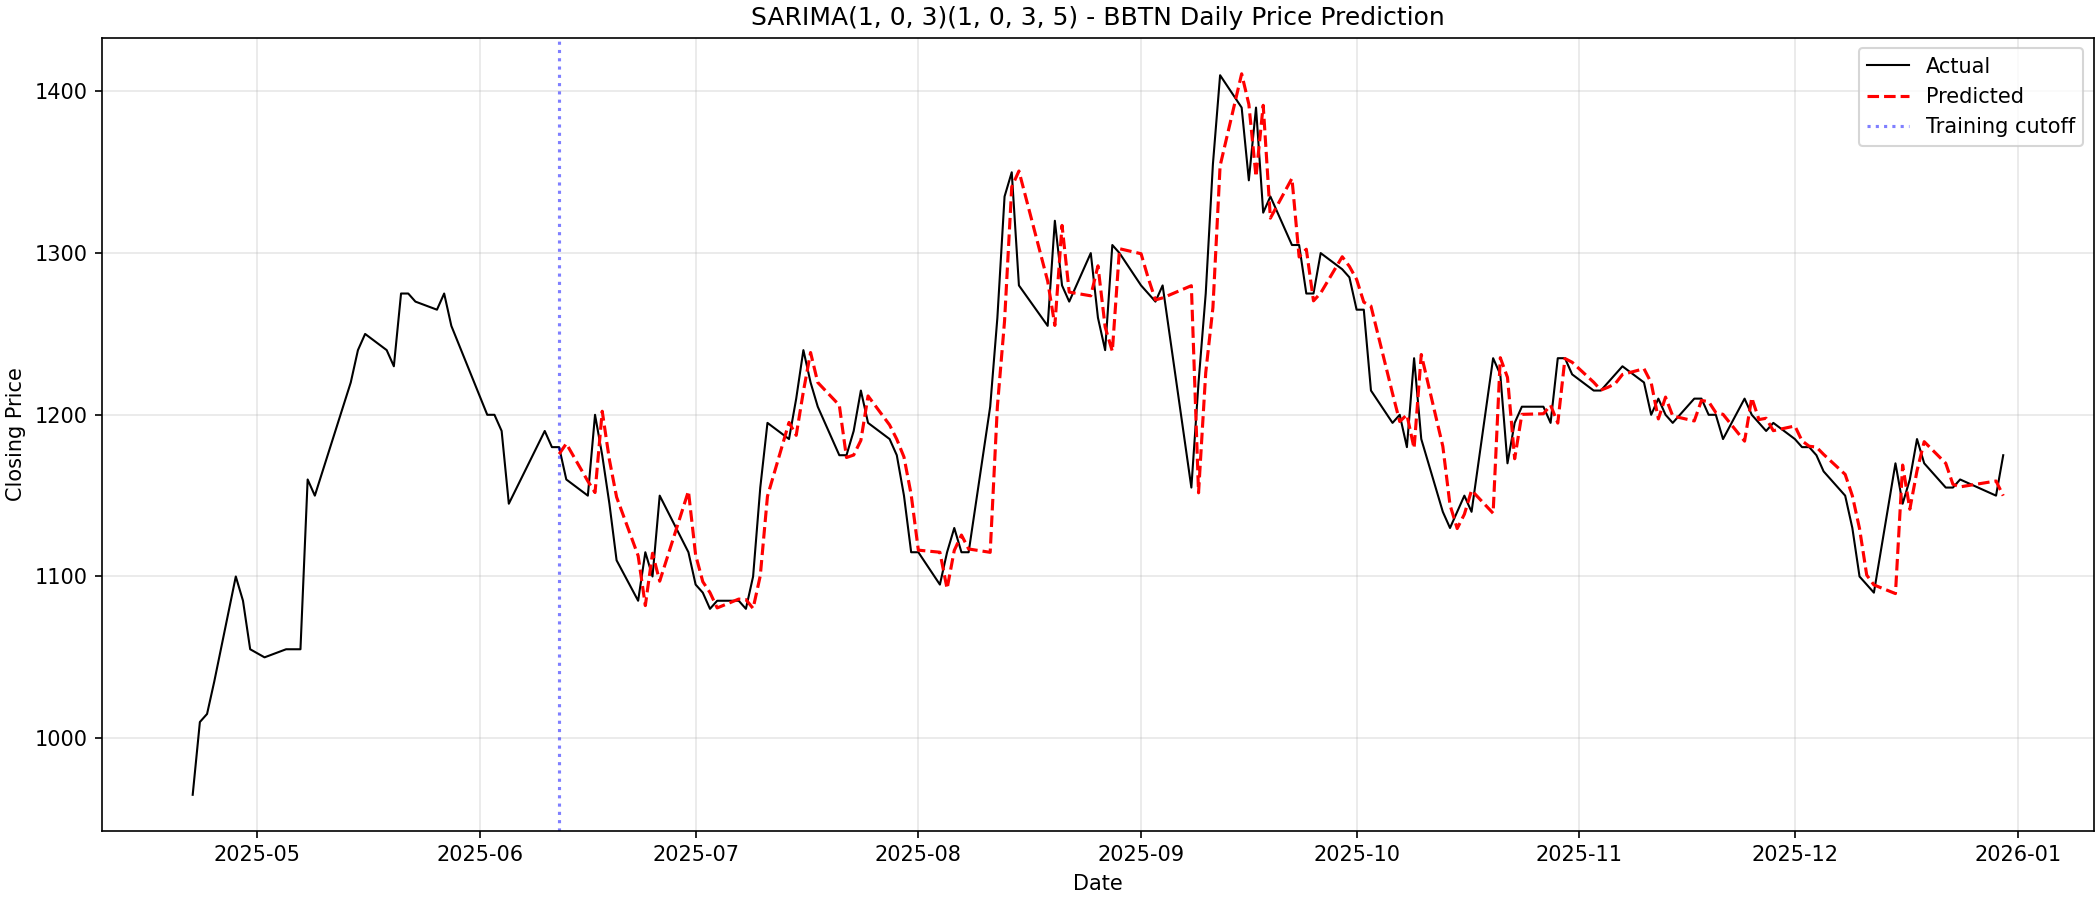 SARIMA(1, 0, 3)(1, 0, 3, 5) - BBTN Daily Price Prediction
Actual
Predicted
Training cutoff
Closing Price
1400
1300
1200
1100
1000
2025-05
2025-06
2025-07
2025-08
2025-09
2025-10
2025-11
2025-12
2026-01
Date